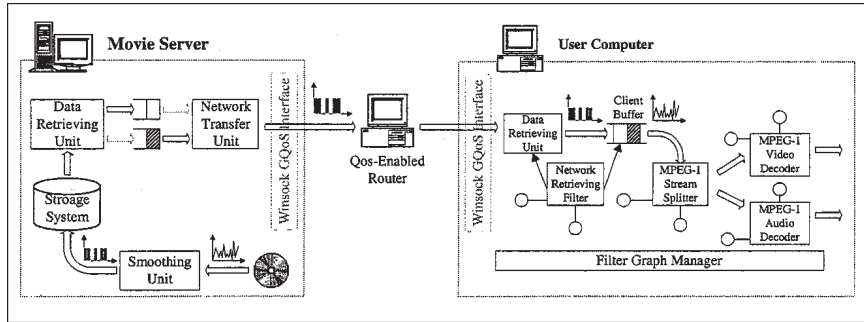 Movie Server
Data
Retrieving
Unit
Network
Transfer
Unit
Stroage
System
Smoothing
Unit
Winsock GQoS Interface
Qos-Enabled
Router
User Computer
Winsock GQoS Interface
Data
Retrieving
Unit
Client
Buffer
Network
Retrieving
Filter
MPEG-1
Stream
Splitter
MPEG-1
Video
Decoder
MPEG-1
Audio
Decoder
Filter Graph Manager